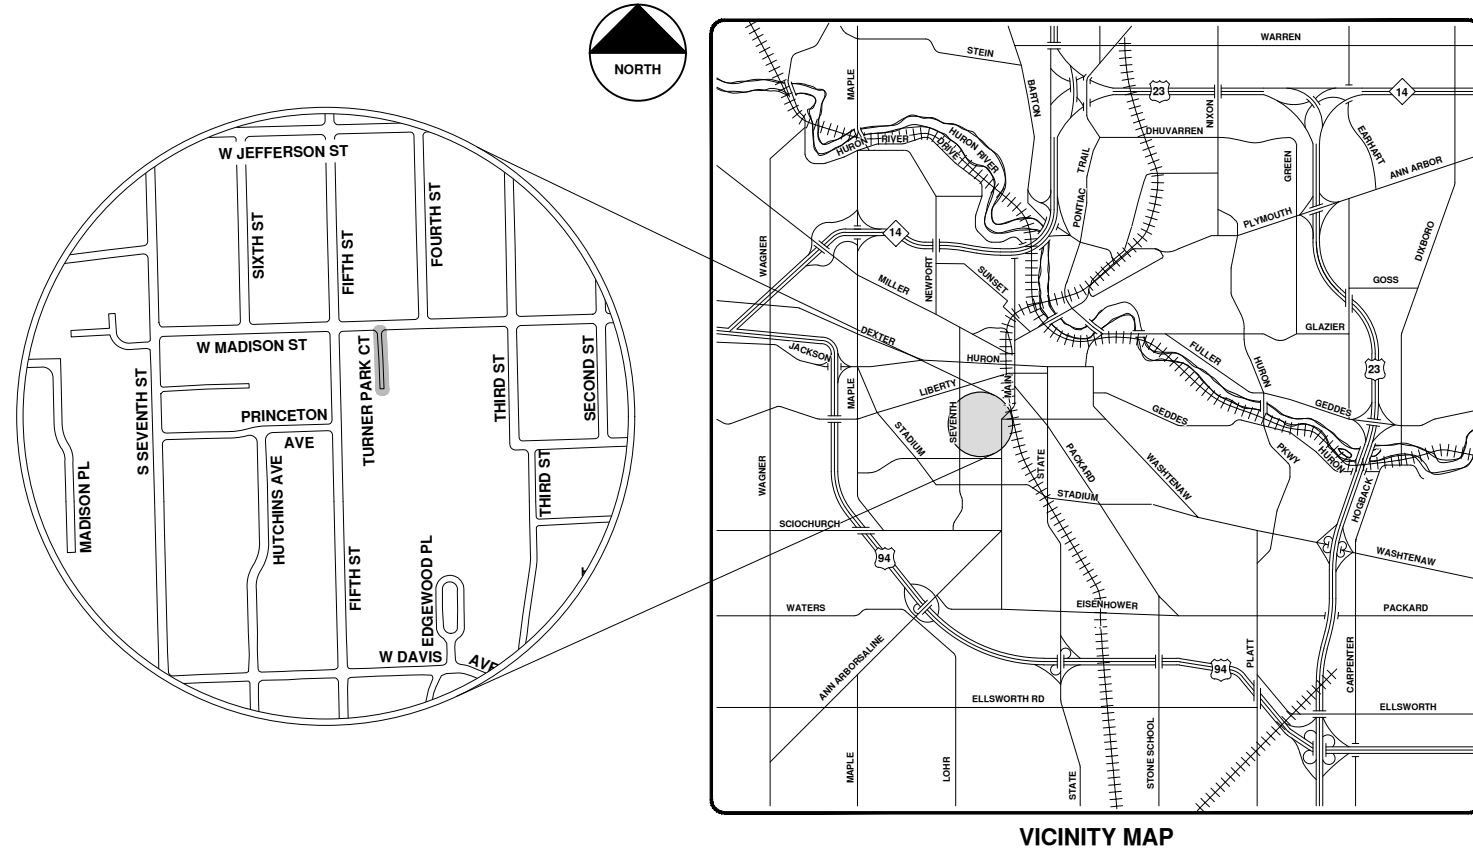 NORTH
W JEFFERSON ST
SIXTH ST
FIFTH ST
FOURTH ST
W MADISON ST
TURNER PARK CT
S SEVENTH ST
PRINCETON
AVE
THIRD ST
SECOND ST
MADISON PL
HUTCHINS AVE
THIRD ST
FIFTH ST
EDGEWOOD PL
W DAVIS
AVE
WARREN
STEIN
MAPLE
BARTON
23
NIXON
14
DHUVARREN
EARHART
HURON
RIVER
DRIVE
HURON RIVER
TRAIL
PONTIAC
GREEN
ANN ARBOR
PLYMOUTH
DIXBORO
WAGNER
14
NEWPORT
SUNSET
MILLER
GOSS
GLAZIER
DEXTER
JACKSON
HURON
FULLER
HURON
23
MAPLE
LIBERTY
MAIN
SEVENTH
GEDDES
GEDDES
STADIUM
WAGNER
STATE
PACKARD
WASHTENAW
PKWY
HURON
STADIUM
HOGBACK
SCIOCHURCH
94
WASHTENAW
WATERS
EISENHOWER
PACKARD
ANN ARBORSALINE
PLATT
CARPENTER
94
ELLSWORTH RD
ELLSWORTH
MAPLE
LOHR
STATE
STONE SCHOOL
VICINITY MAP